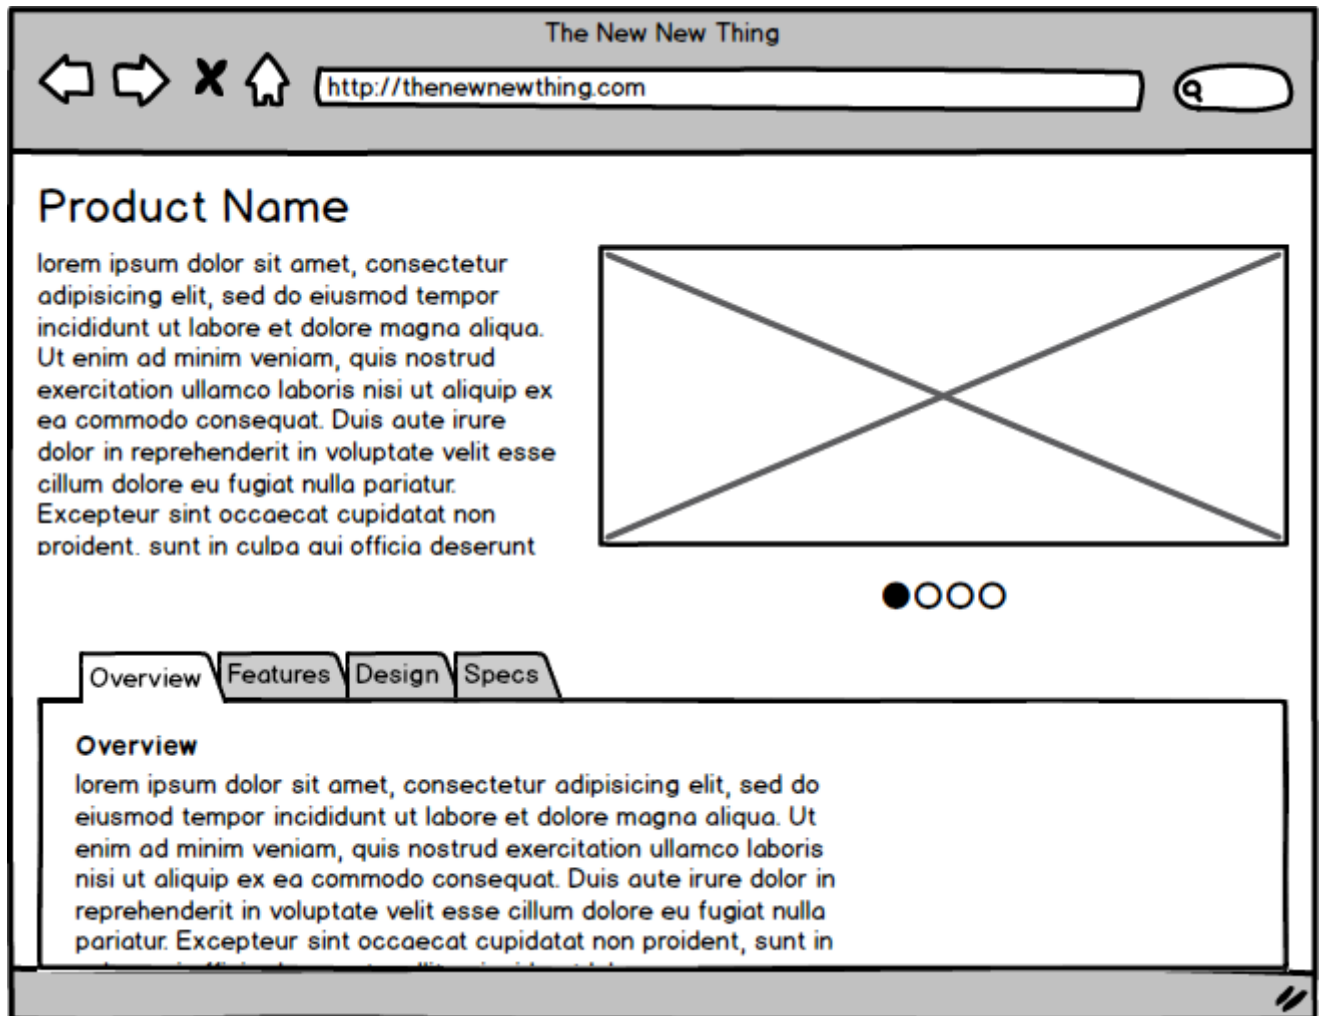 The New New Thing
http://thenewnewthing.com
Product Name
lorem ipsum dolor sit amet, consectetur
adipisicing elit, sed do eiusmod tempor
incididunt ut labore et dolore magna aliqua.
Ut enim ad minim veniam, quis nostrud
exercitation ullamco laboris nisi ut aliquip ex
ea commodo consequat. Duis aute irure
dolor in reprehenderit in voluptate velit esse
cillum dolore eu fugiat nulla pariatur.
Excepteur sint occaecat cupidatat non
proident, sunt in culpa qui officia deserunt
Overview Features Design Specs
Overview
lorem ipsum dolor sit amet, consectetur adipisicing elit, sed do
eiusmod tempor incididunt ut labore et dolore magna aliqua. Ut
enim ad minim veniam, quis nostrud exercitation ullamco laboris
nisi ut aliquip ex ea commodo consequat. Duis aute irure dolor in
reprehenderit in voluptate velit esse cillum dolore eu fugiat nulla
pariatur. Excepteur sint occaecat cupidatat non proident, sunt in